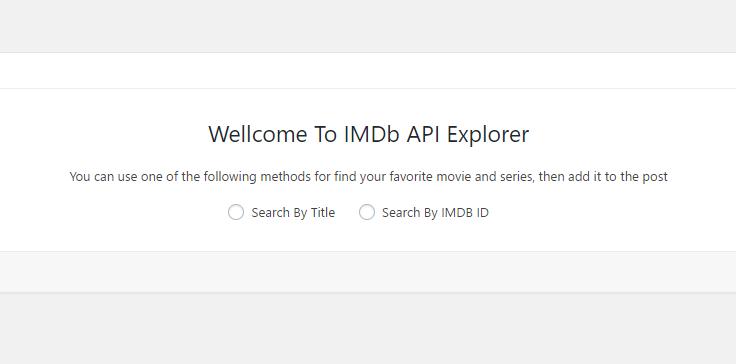 Wellcome To IMDb API Explorer
You can use one of the following methods for find your favorite movie and series, then add it to the post
Search By Title Search By IMDB ID